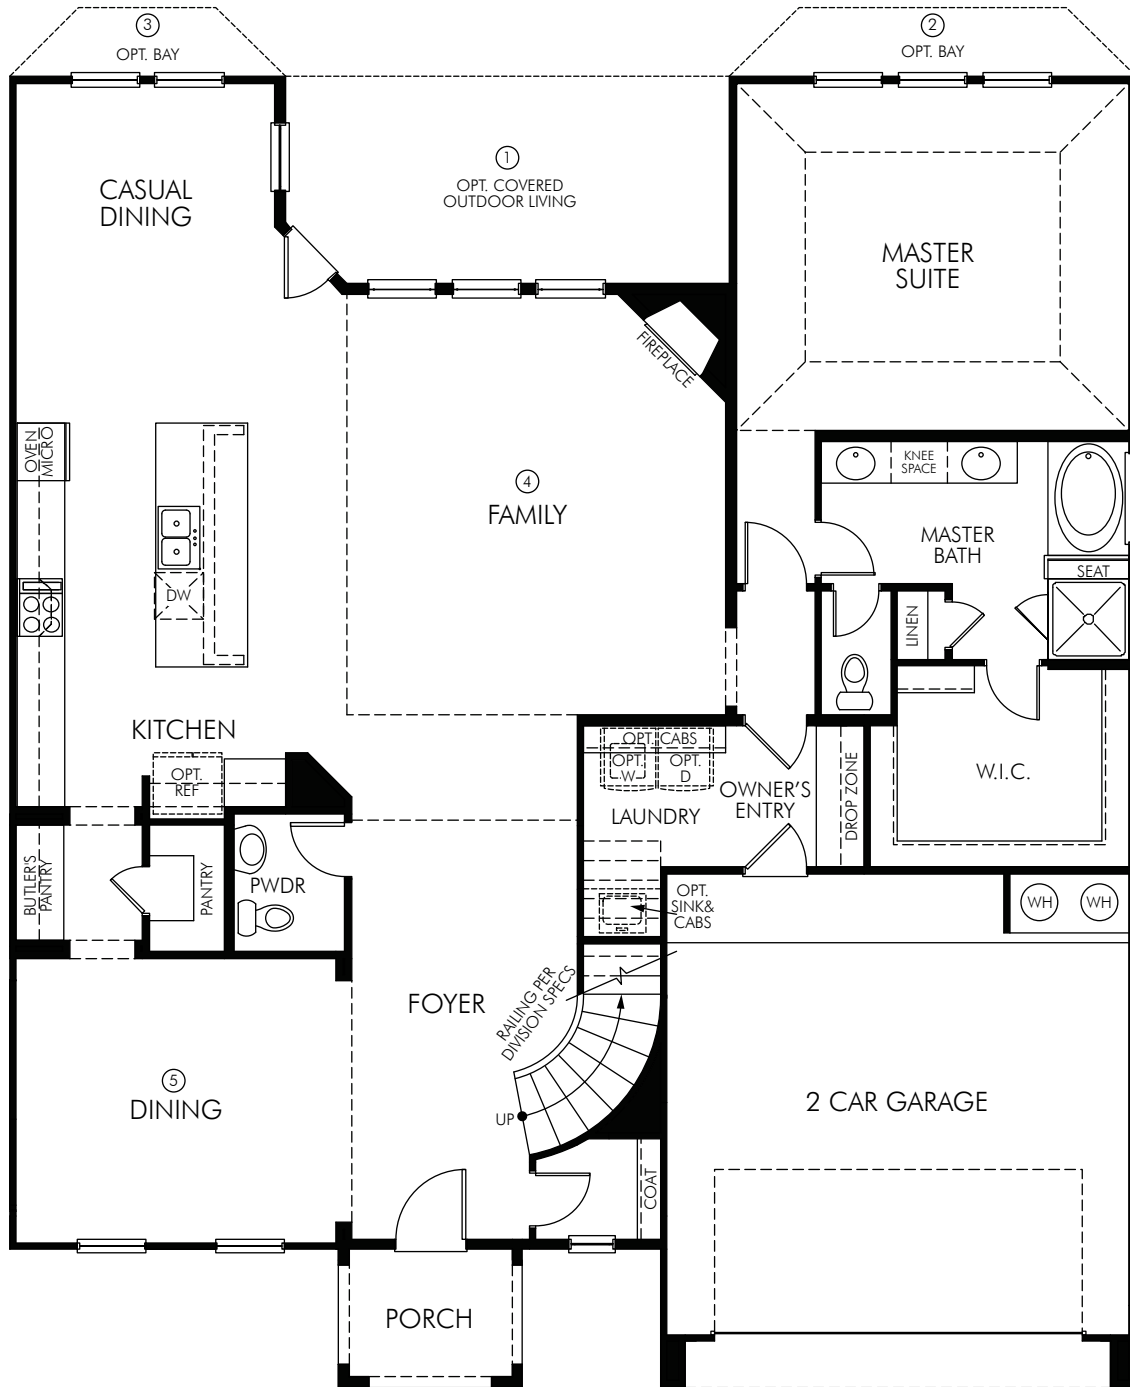 3
OPT. BAY
2
OPT. BAY
1
OPT. COVERED
OUTDOOR LIVING
CASUAL
DINING
MASTER
SUITE
FIREPLACE
OVEN
MICRO
KNEE
SPACE
4
FAMILY
MASTER
BATH
SEAT
DW
LINEN
KITCHEN
OPT.
REF
OPT. CABS
OPT.
W
OPT.
D
LAUNDRY
OWNER'S
ENTRY
DROP ZONE
W.I.C.
BUTLER'S
PANTRY
PANTRY
PWDR
OPT.
SINK&
CABS
WH
WH
FOYER
RAILING PER
DIVISION SPECS
5
DINING
UP
2 CAR GARAGE
COAT
PORCH